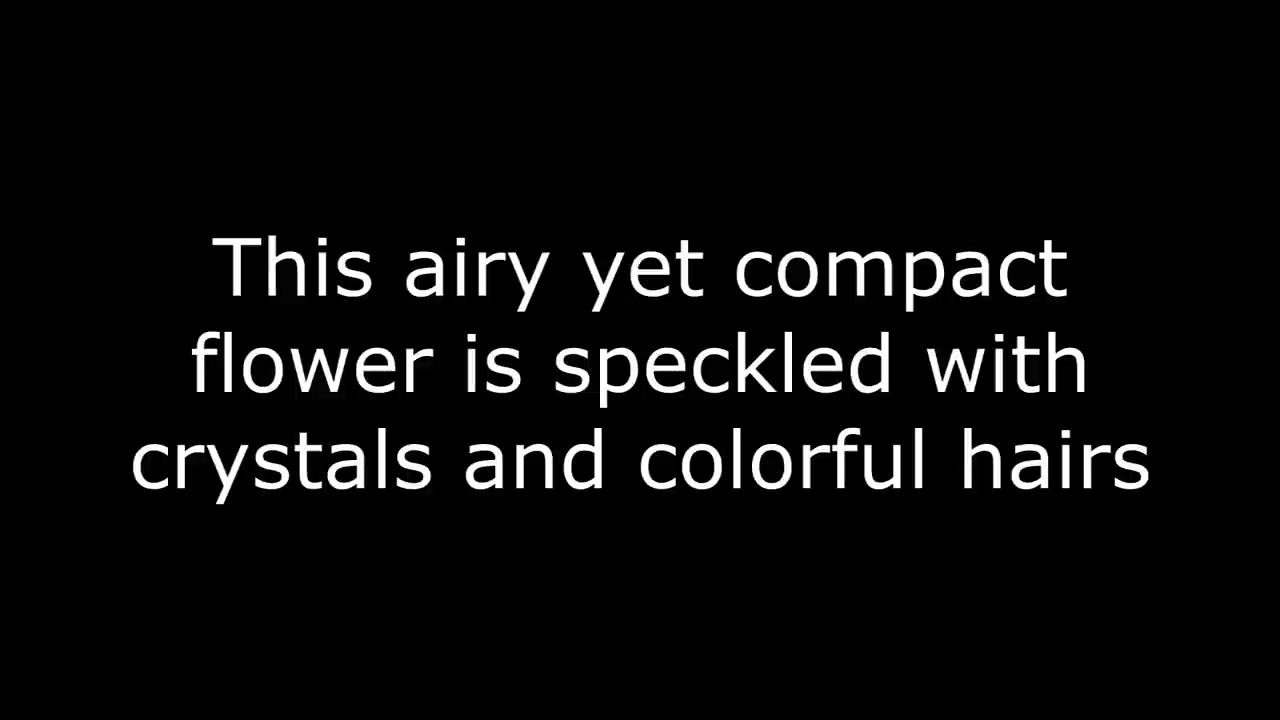 This airy yet compact
flower is speckled with
crystals and colorful hairs